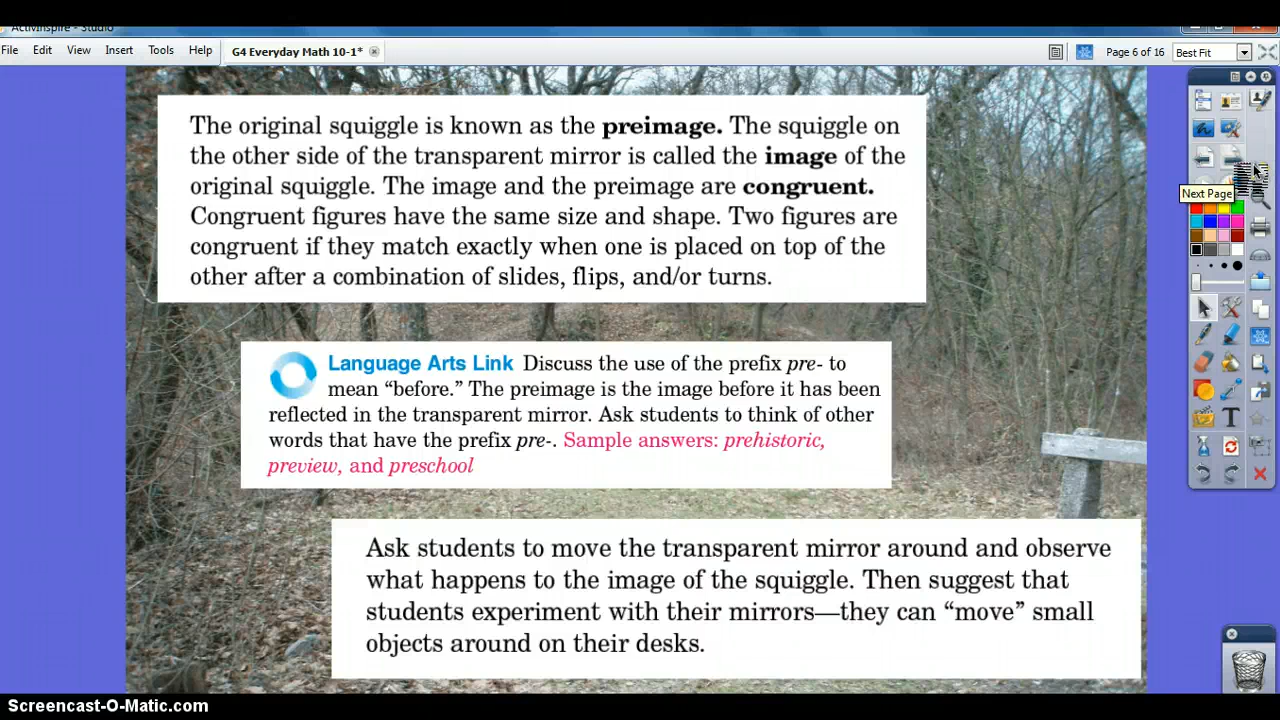 ActivInspire - Studio
File Edit View Insert Tools Help G4 Everyday Math 10-1* Page 6 of 16 Best Fit
The original squiggle is known as the preimage. The squiggle on
the other side of the transparent mirror is called the image of the
original squiggle. The image and the preimage are congruent.
Congruent figures have the same size and shape. Two figures are
congruent if they match exactly when one is placed on top of the
other after a combination of slides, flips, and/or turns.
Next Page
Language Arts Link Discuss the use of the prefix pre- to
mean “before.” The preimage is the image before it has been
reflected in the transparent mirror. Ask students to think of other
words that have the prefix pre-. Sample answers: prehistoric,
preview, and preschool
Ask students to move the transparent mirror around and observe
what happens to the image of the squiggle. Then suggest that
students experiment with their mirrors—they can “move” small
objects around on their desks.
Screencast-O-Matic.com